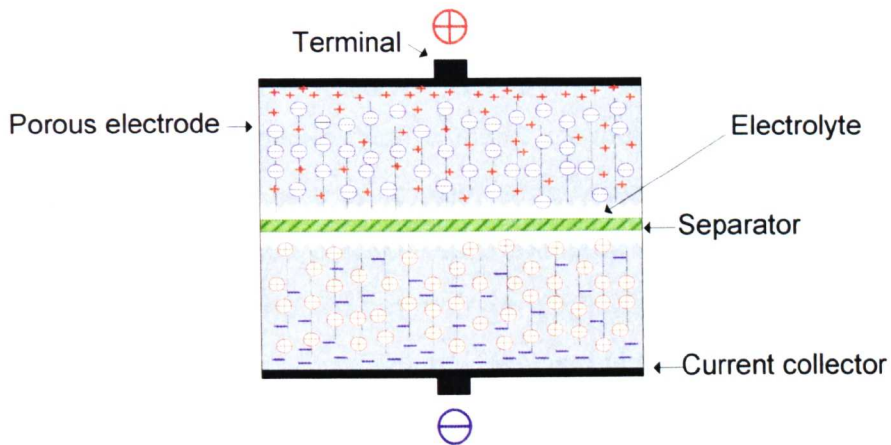 Terminal
Porous electrode
Electrolyte
Separator
Current collector